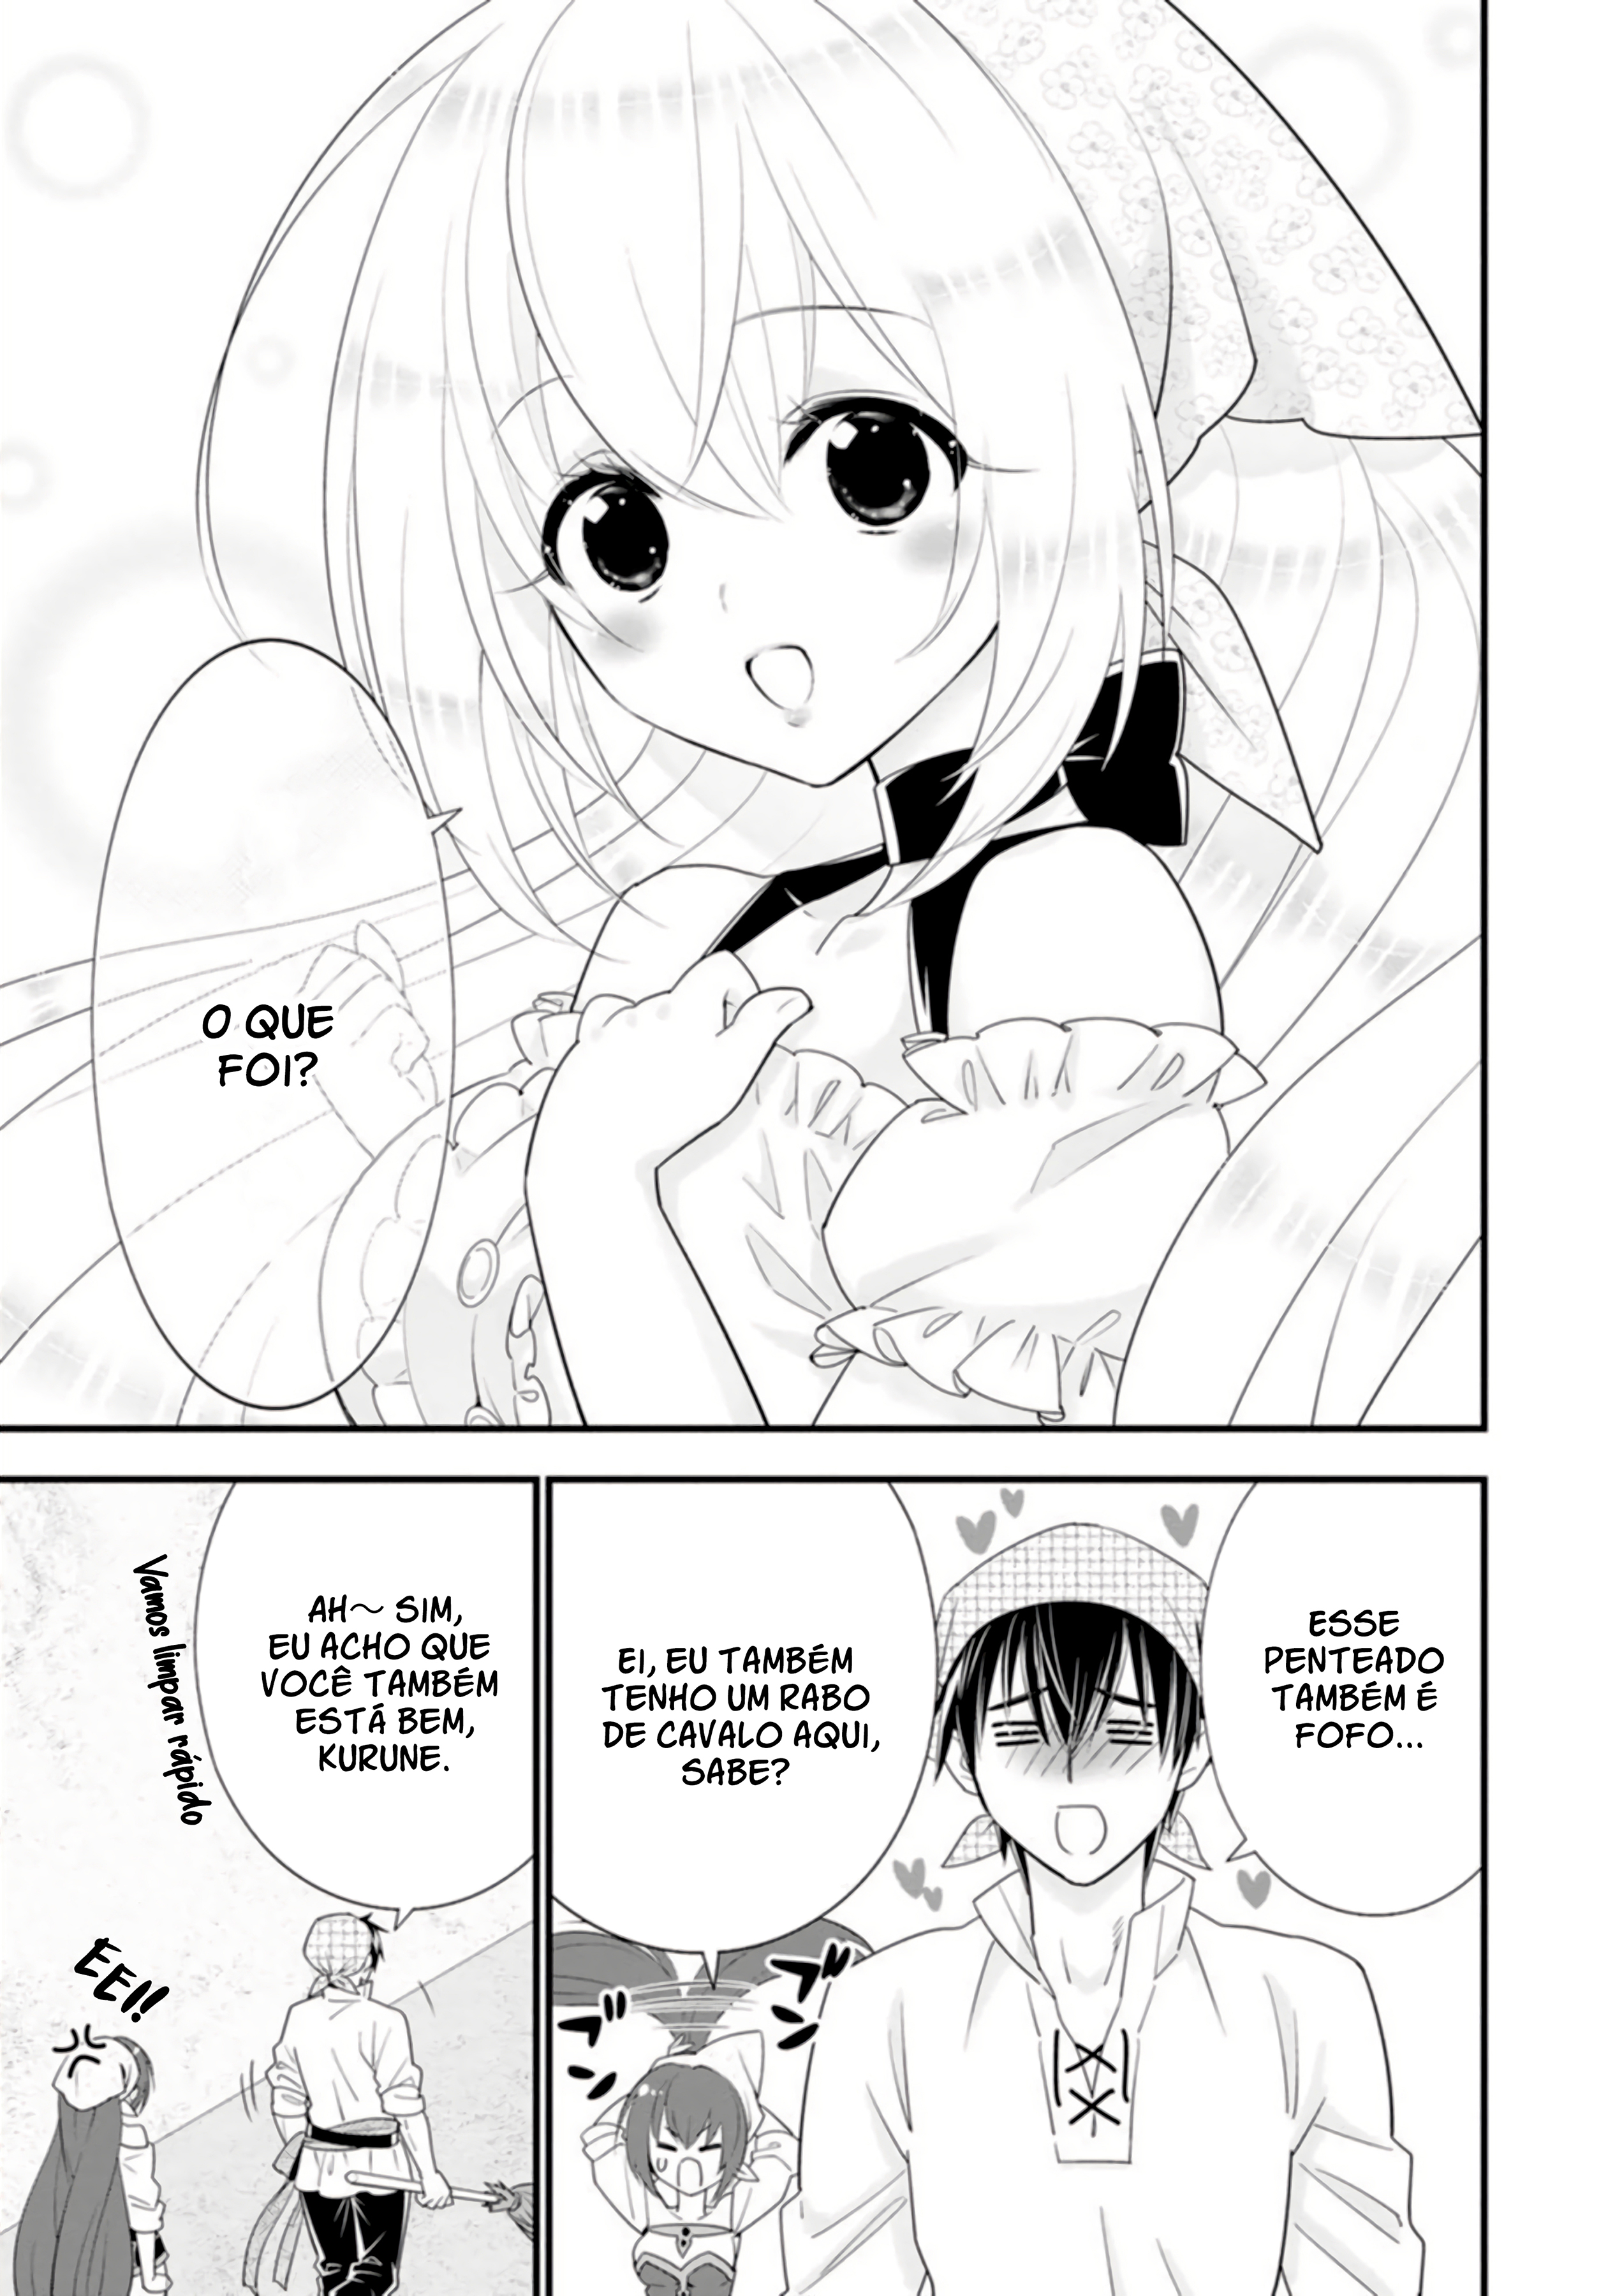 O QUE
FOI?
ESSE
PENTEADO
TAMBÉM É
FOFO...
EI, EU TAMBÉM
TENHO UM RABO
DE CAVALO AQUI,
SABE?
AH～ SIM,
EU ACHO QUE
VOCÊ TAMBÉM
ESTÁ BEM,
KURUNE.
Vamos limpar rápido
EEI!!